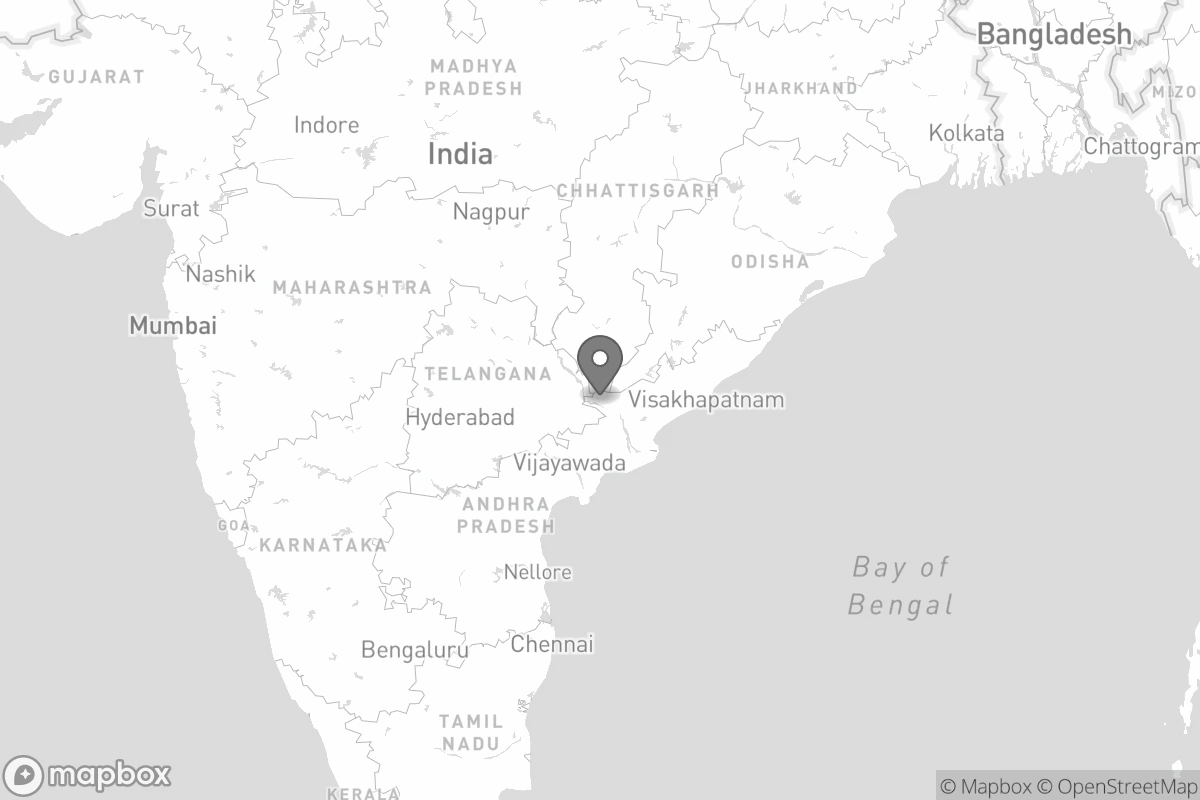 Bangladesh
GUJARAT
MADHYA
PRADESH
JHARKHAND
Indore
Kolkata
Chattogram
India
CHHATTISGARH
Surat
Nagpur
ODISHA
Nashik
MAHARASHTRA
Mumbai
TELANGANA
Visakhapatnam
Hyderabad
Vijayawada
ANDHRA
PRADESH
GOA
KARNATAKA
Bay of
Bengal
Nellore
Chennai
Bengaluru
TAMIL
NADU
KERALA
mapbox
© Mapbox © OpenStreetMap